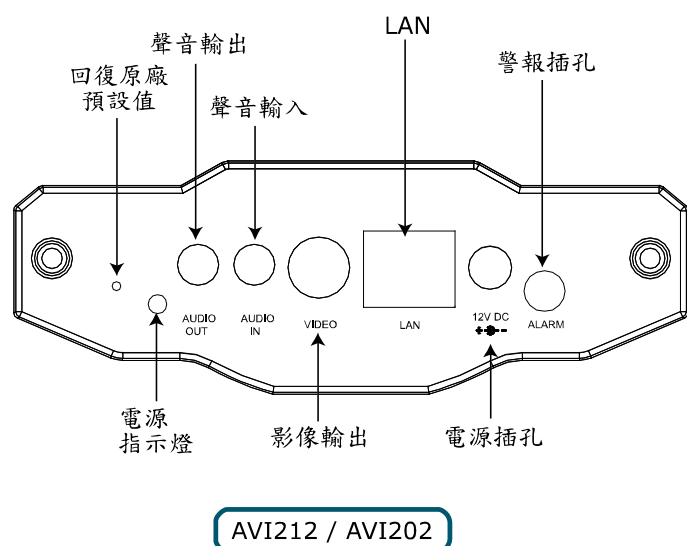 聲音輸出
LAN
回復原廠
預設值
聲音輸入
警報插孔
AUDIO
OUT
AUDIO
IN
VIDEO
LAN
12V DC
ALARM
電源
指示燈
影像輸出
電源插孔
AVI212 / AVI202